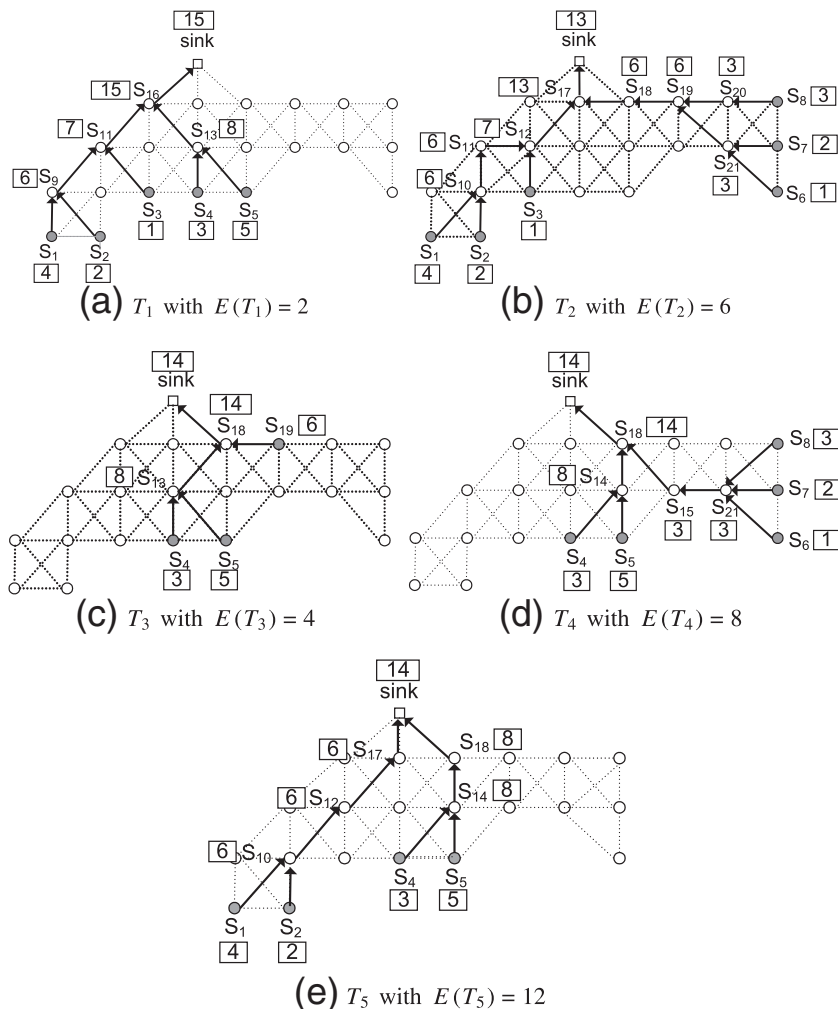 15
sink
15
S16
7
S11
S13
8
6
S9
S3
S4
S5
1
3
5
S1
S2
4
2
(a) T1 with E(T1) = 2
13
sink
13
S17
6
S18
6
S19
3
S20
S8 3
6
S11
7
S12
S7 2
S21
3
6
S10
S3
1
S6 1
S1
S2
4
2
(b) T2 with E(T2) = 6
14
sink
14
S18
S19 6
8
S13
S4
S5
3
5
(c) T3 with E(T3) = 4
14
sink
S18
14
S8 3
8
S14
S15
3
S21
3
S7 2
S4
S5
3
5
S6 1
(d) T4 with E(T4) = 8
14
sink
6
S17
S18 8
6
S12
S14
8
6
S10
S4
S5
3
5
S1
S2
4
2
(e) T5 with E(T5) = 12